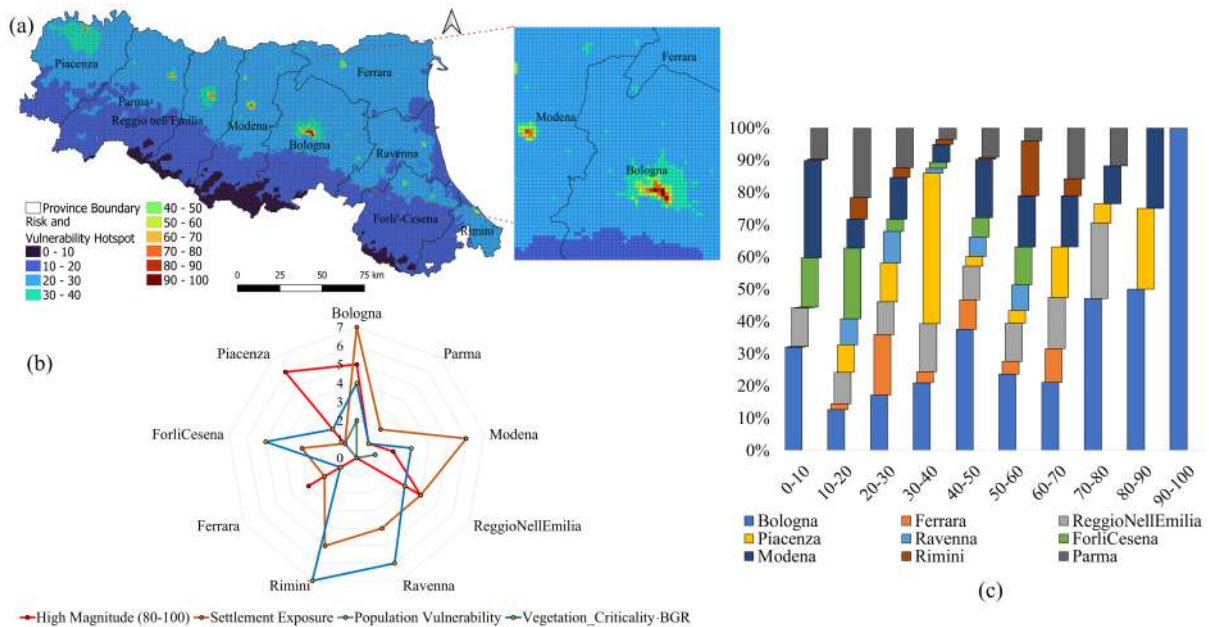 (a)
Piacenza
Parma
Reggio nell'Emilia
Modena
Ferrara
Bologna
Ravenna
Forli'-Cesena
Rimini
Province Boundary
Risk and
Vulnerability Hotspot
0 - 10
10 - 20
20 - 30
30 - 40
40 - 50
50 - 60
60 - 70
70 - 80
80 - 90
90 - 100
0 25 50 75 km
Ferrara
Modena
Bologna
(b)
Bologna
Parma
Modena
ReggioNellEmilia
Ravenna
Rimini
Ferrara
ForliCesena
Piacenza
7
6
5
4
3
2
1
0
High Magnitude (80-100) Settlement Exposure Population Vulnerability Vegetation_Criticality-BGR
100%
90%
80%
70%
60%
50%
40%
30%
20%
10%
0%
0-10 10-20 20-30 30-40 40-50 50-60 60-70 70-80 80-90 90-100
Bologna Ferrara ReggioNellEmilia
Piacenza Ravenna ForliCesena
Modena Rimini Parma
(c)